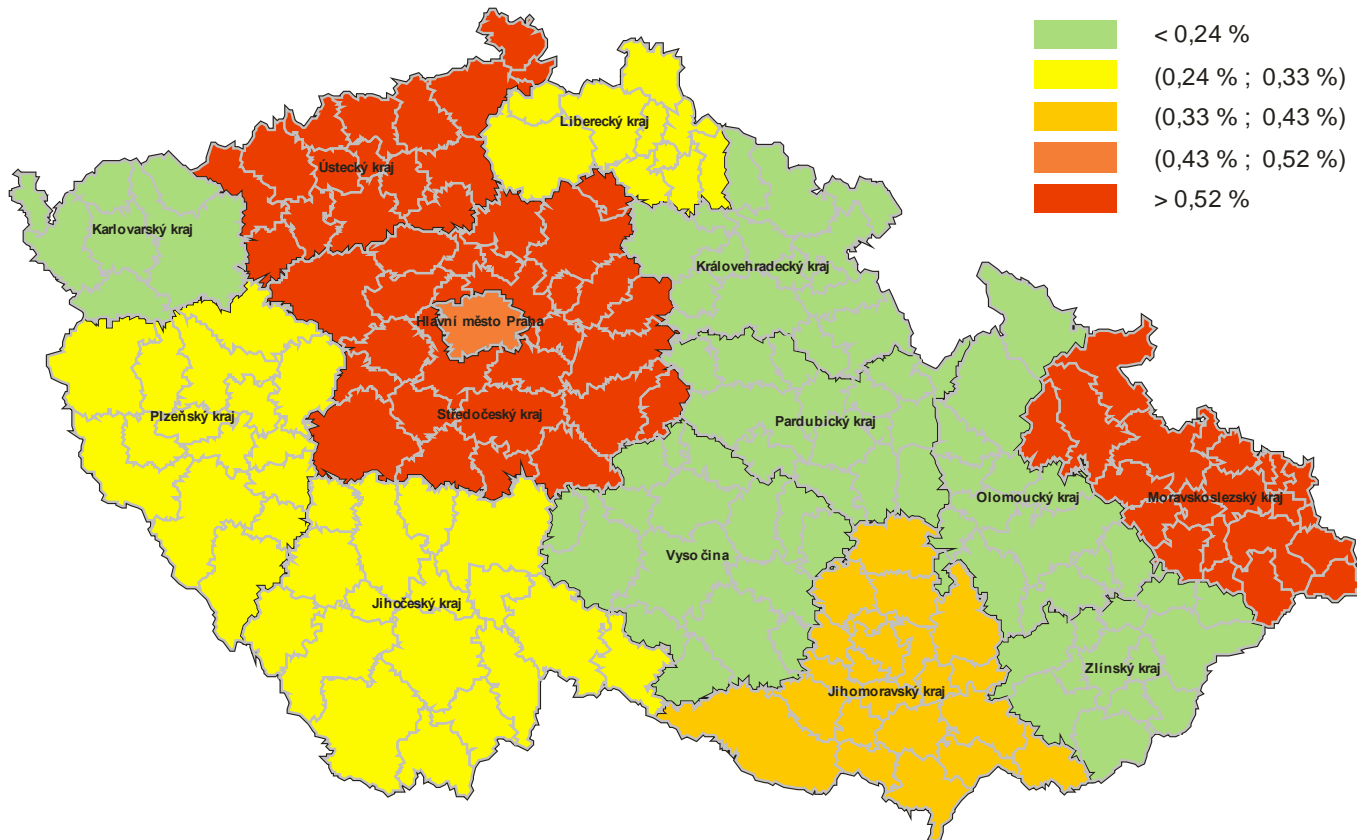 < 0,24 %
(0,24 % ; 0,33 %)
(0,33 % ; 0,43 %)
(0,43 % ; 0,52 %)
> 0,52 %
Liberecký kraj
Ústecký kraj
Karlovarský kraj
Královehradecký kraj
Hlavní město Praha
Plzeňský kraj
Středočeský kraj
Pardubický kraj
Olomoucký kraj
Moravskoslezský kraj
Vysočina
Jihočeský kraj
Zlínský kraj
Jihomoravský kraj